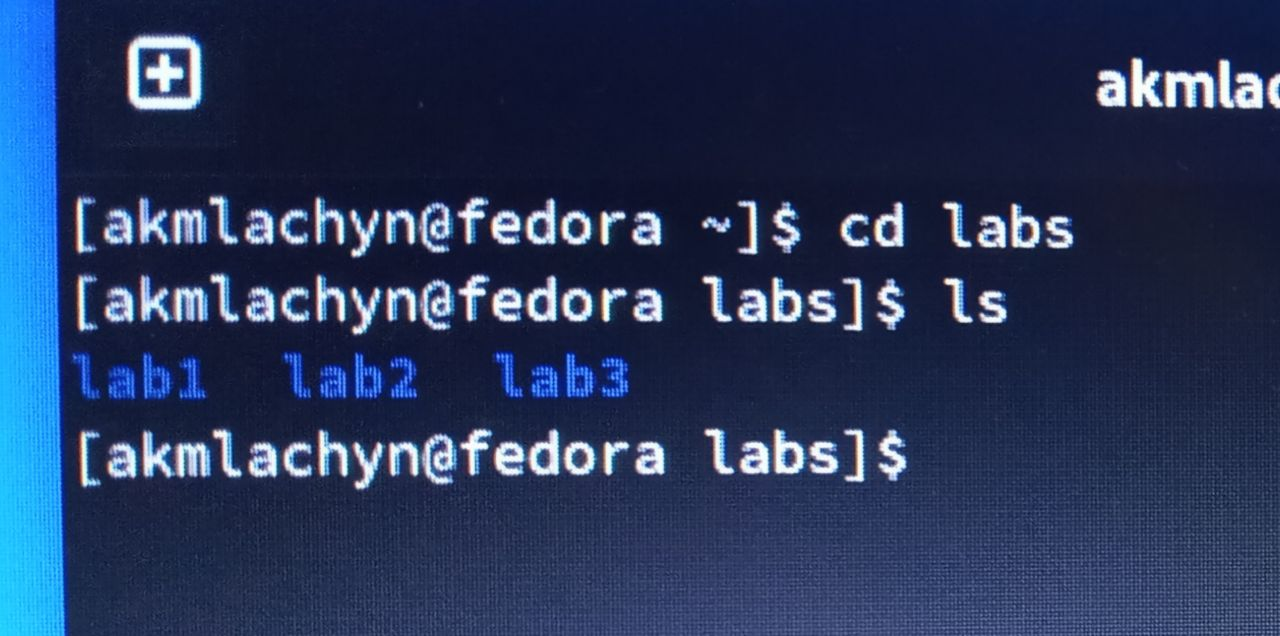 akmlac
[akmlachyn@fedora ~]$ cd labs
[akmlachyn@fedora labs]$ ls
lab1 lab2 lab3
[akmlachyn@fedora labs]$